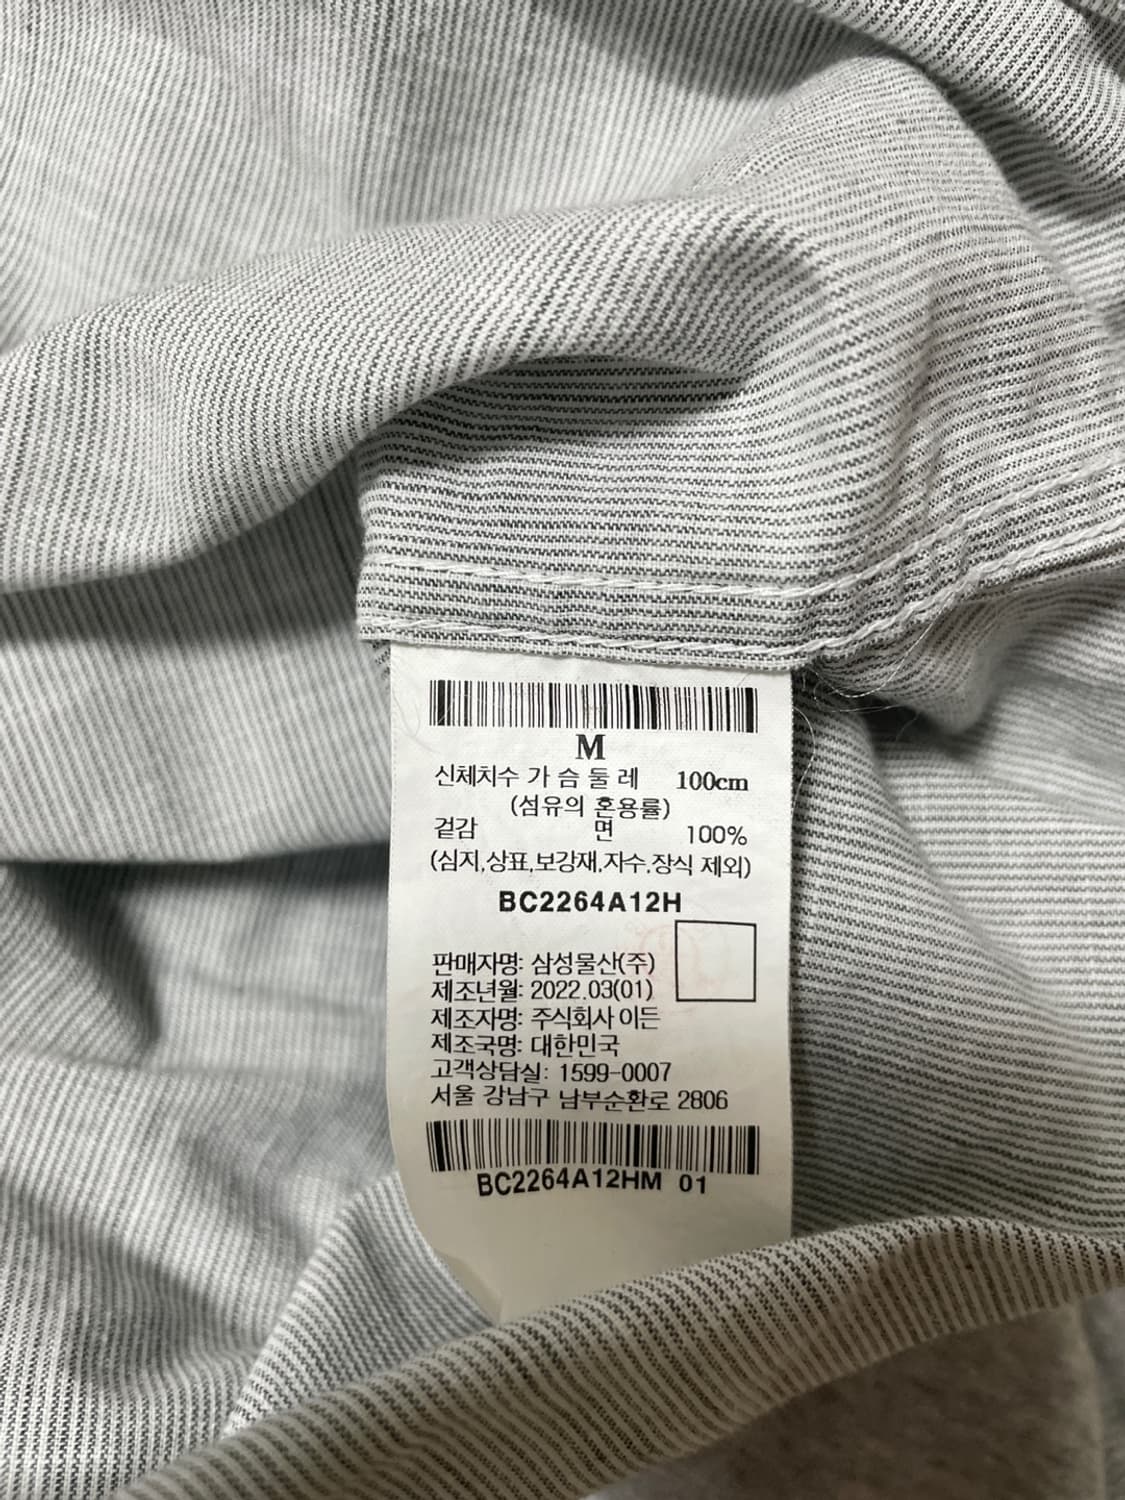 M
신체치수 가 슴 둘 레 100cm
(섬유의 혼용률)
겉감 면 100%
(심지,상표,보강재,자수,장식 제외)
BC2264A12H
판매자명: 삼성물산(주)
제조년월: 2022.03(01)
제조자명: 주식회사 이든
제조국명: 대한민국
고객상담실: 1599-0007
서울 강남구 남부순환로 2806
BC2264A12HM 01